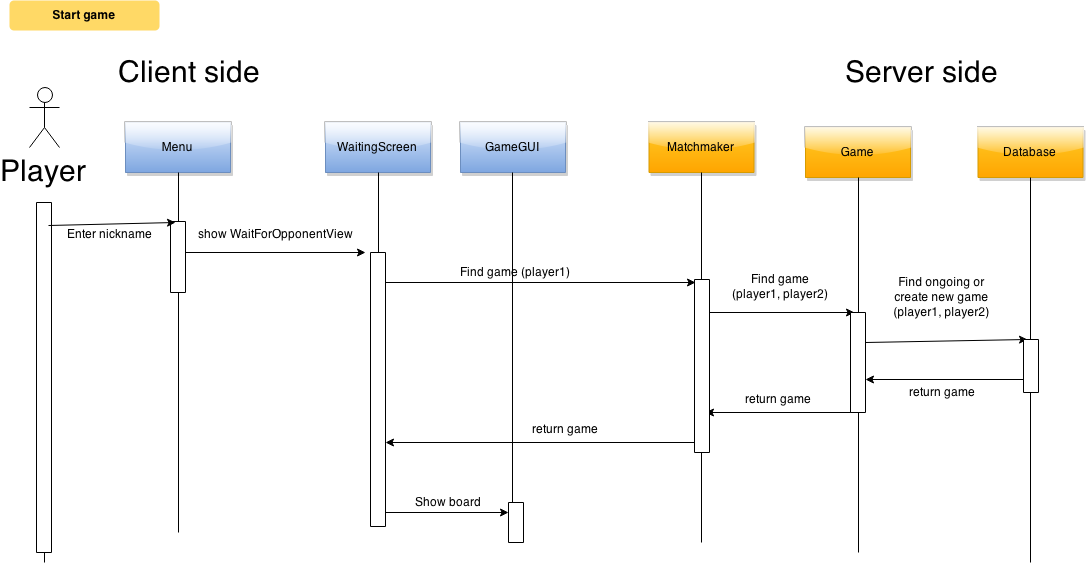 Start game
Client side
Server side
Player
Menu
WaitingScreen
GameGUI
Matchmaker
Game
Database
Enter nickname
show WaitForOpponentView
Find game (player1)
Find game
(player1, player2)
Find ongoing or
create new game
(player1, player2)
return game
return game
return game
Show board